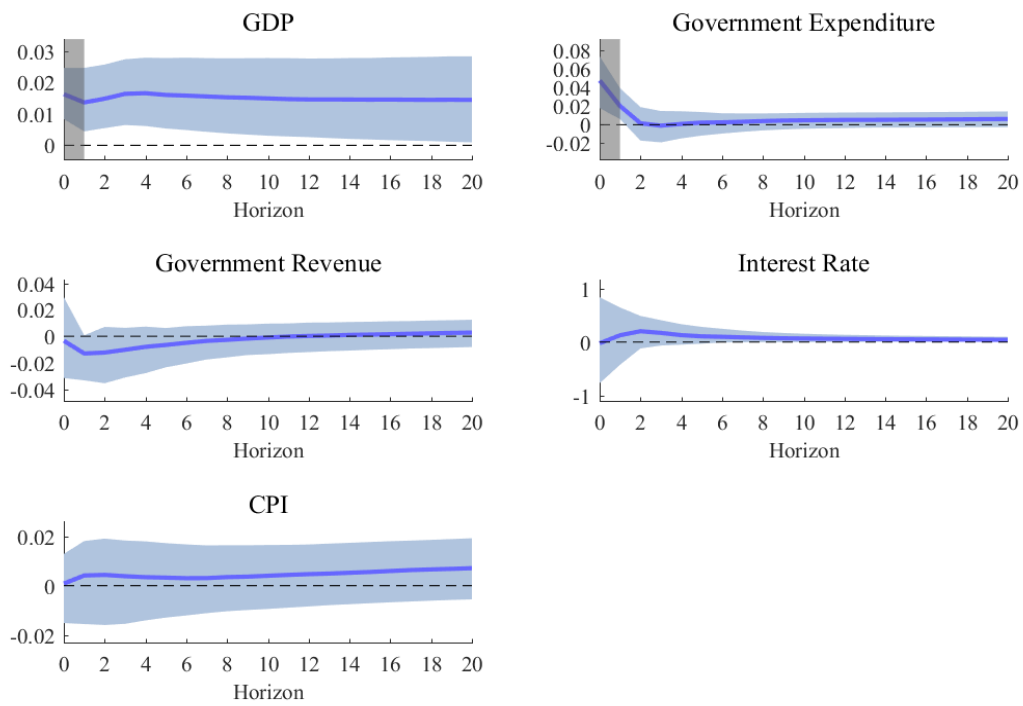 GDP
0.03
0.02
0.01
0
0 2 4 6 8 10 12 14 16 18 20
Horizon
Government Expenditure
0.08
0.06
0.04
0.02
0
-0.02
0 2 4 6 8 10 12 14 16 18 20
Horizon
Government Revenue
0.04
0.02
0
-0.02
-0.04
0 2 4 6 8 10 12 14 16 18 20
Horizon
Interest Rate
1
0
-1
0 2 4 6 8 10 12 14 16 18 20
Horizon
CPI
0.02
0
-0.02
0 2 4 6 8 10 12 14 16 18 20
Horizon